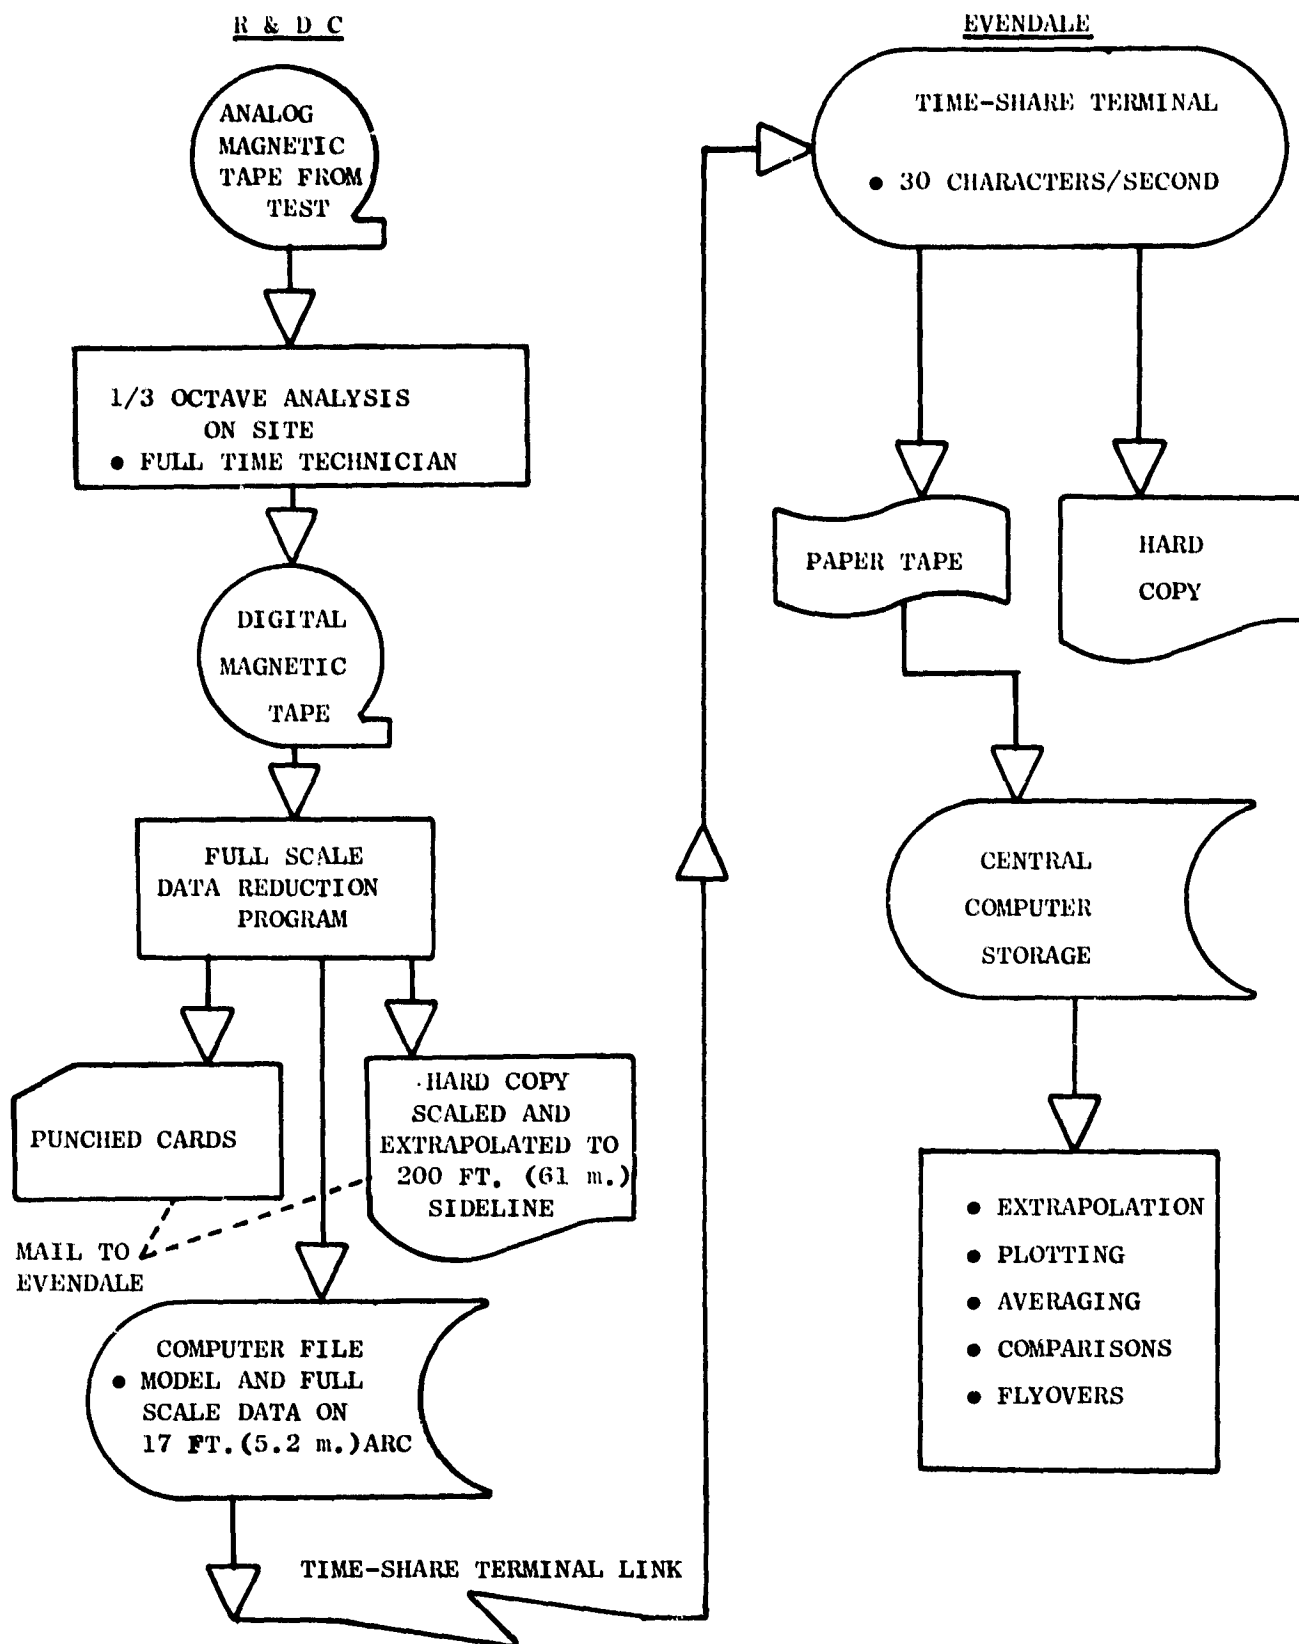 R & D C
ANALOG
MAGNETIC
TAPE FROM
TEST
1/3 OCTAVE ANALYSIS
ON SITE
● FULL TIME TECHNICIAN
DIGITAL
MAGNETIC
TAPE
FULL SCALE
DATA REDUCTION
PROGRAM
PUNCHED CARDS
HARD COPY
SCALED AND
EXTRAPOLATED TO
200 FT. (61 m.)
SIDELINE
MAIL TO
EVENDALE
COMPUTER FILE
● MODEL AND FULL
SCALE DATA ON
17 FT.(5.2 m.)ARC
TIME-SHARE TERMINAL LINK
EVENDALE
TIME-SHARE TERMINAL
● 30 CHARACTERS/SECOND
PAPER TAPE
HARD
COPY
CENTRAL
COMPUTER
STORAGE
● EXTRAPOLATION
● PLOTTING
● AVERAGING
● COMPARISONS
● FLYOVERS